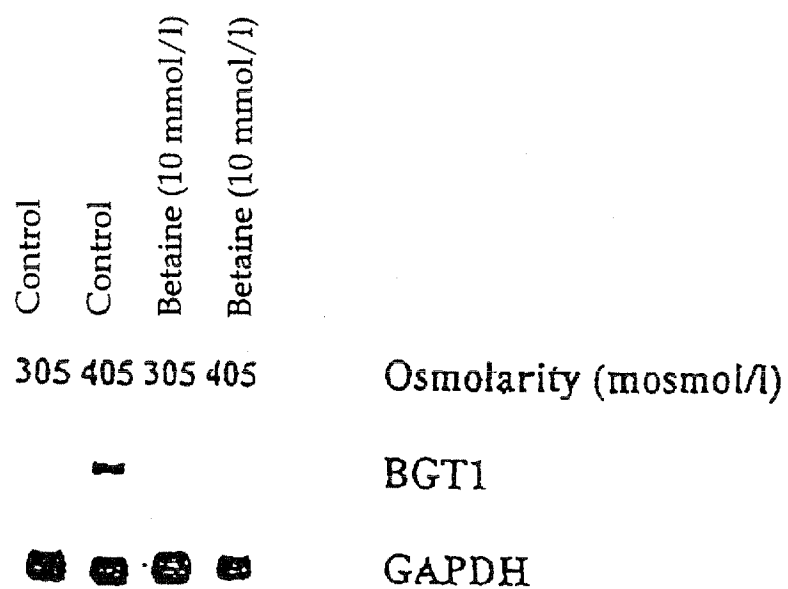 Control
Control
Betaine (10 mmol/l)
Betaine (10 mmol/l)
305 405 305 405 Osmolarity (mosmol/l)
BGT1
GAPDH